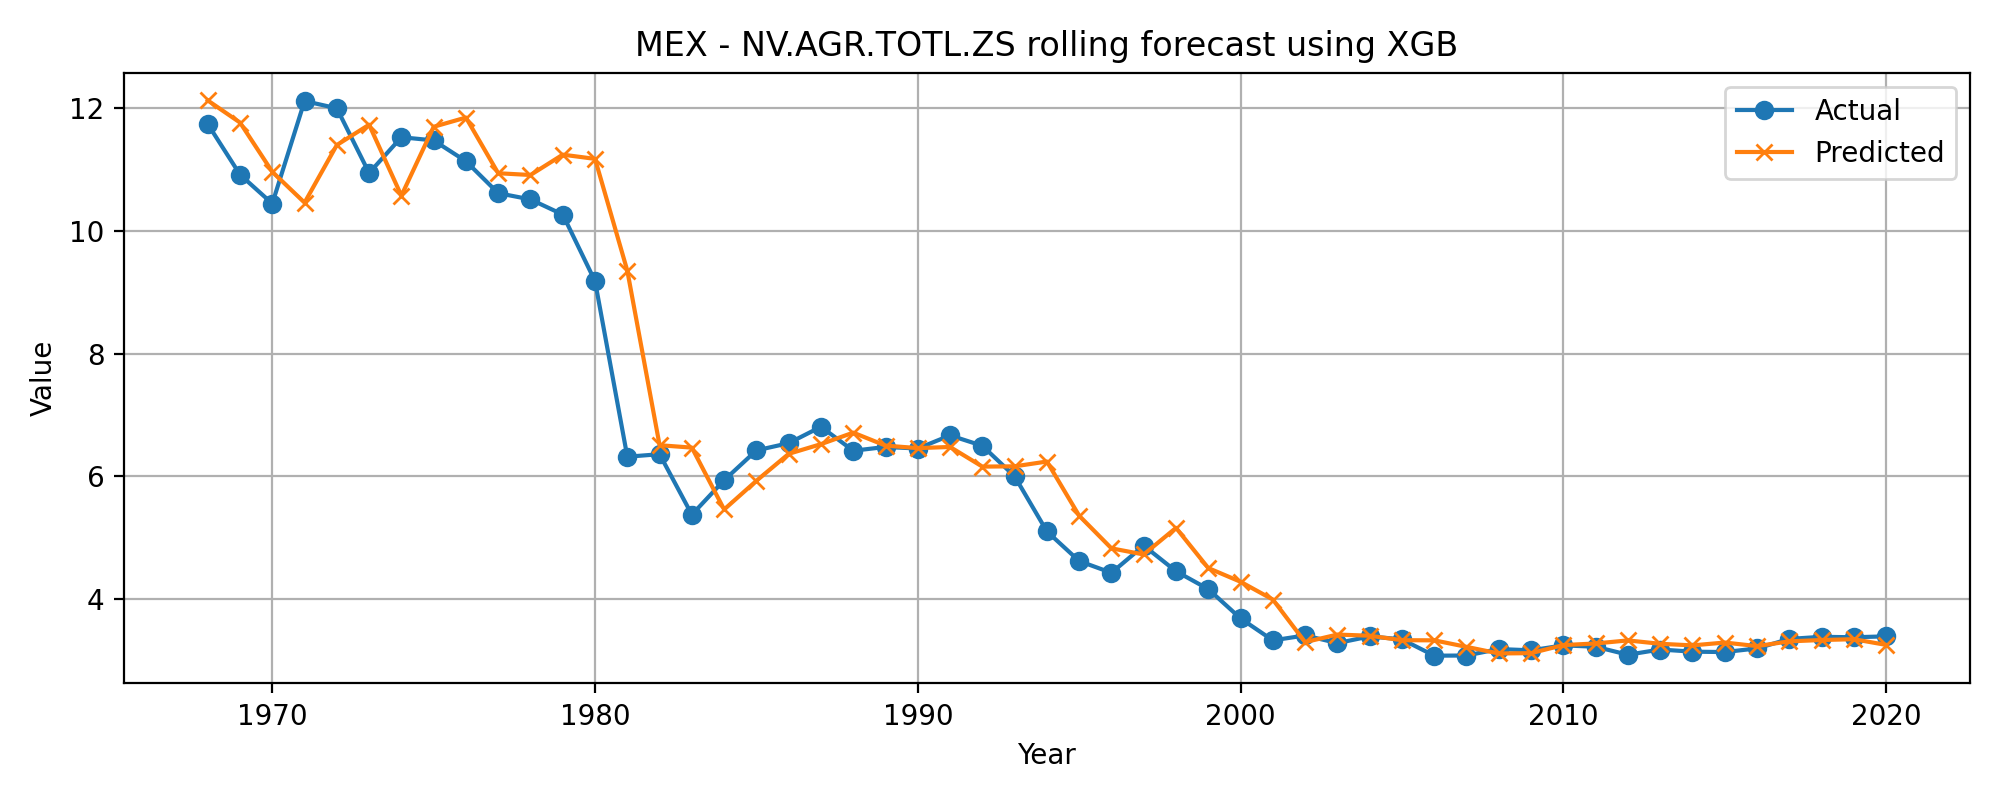 MEX - NV.AGR.TOTL.ZS rolling forecast using XGB
Actual
Predicted
12
10
8
6
4
Value
1970
1980
1990
2000
2010
2020
Year